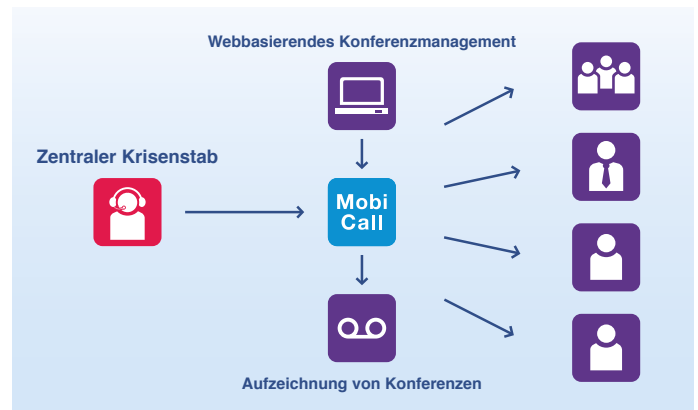 Webbasierendes Konferenzmanagement
Zentraler Krisenstab
Mobi
Call
Aufzeichnung von Konferenzen